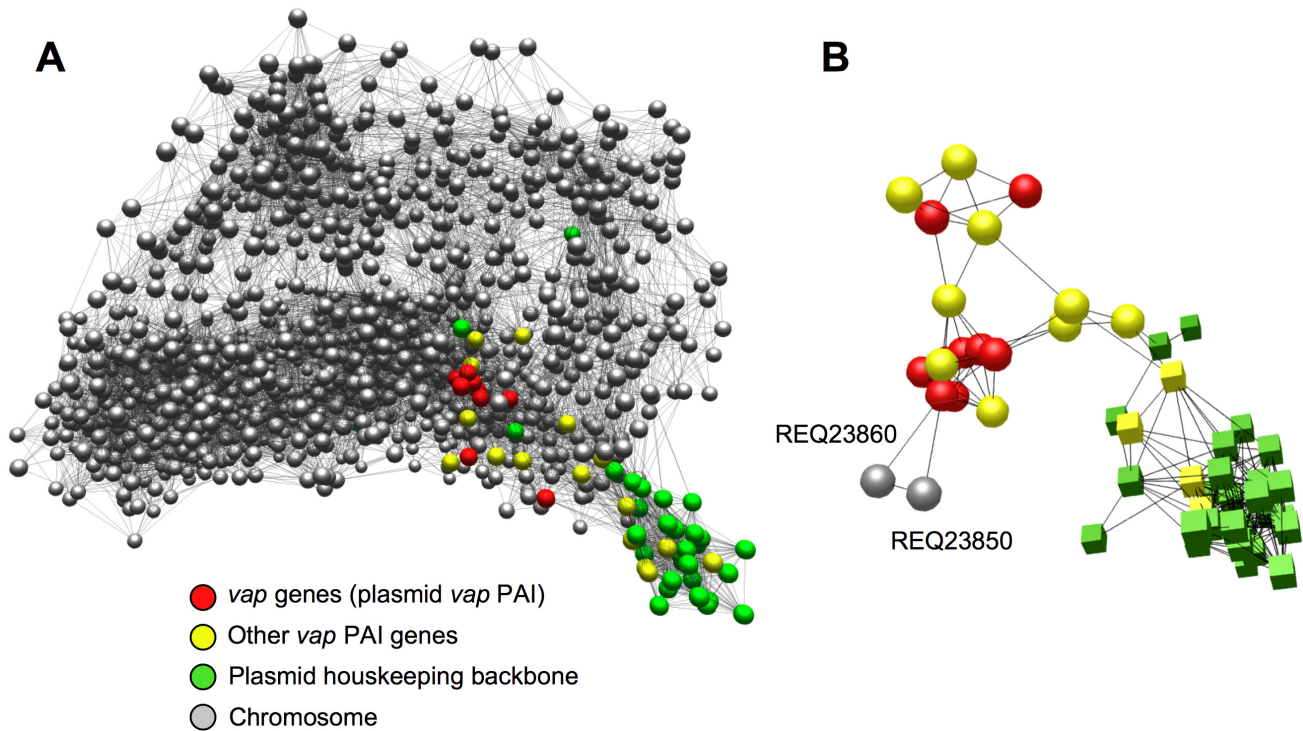 A
B
REQ23860
REQ23850
vap genes (plasmid vap PAI)
Other vap PAI genes
Plasmid houskeeping backbone
Chromosome